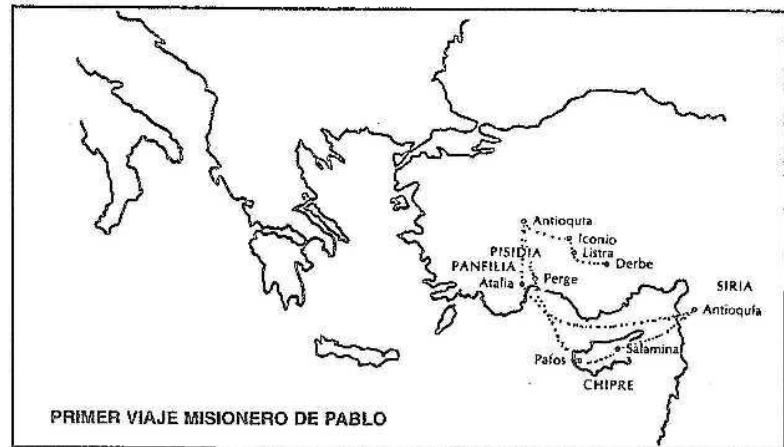 Antioquía
Iconio
PISIDIA
Listra
PANFILIA
Derbe
Atalia
Perge
SIRIA
Antioquía
Salamina
Pafos
CHIPRE
PRIMER VIAJE MISIONERO DE PABLO